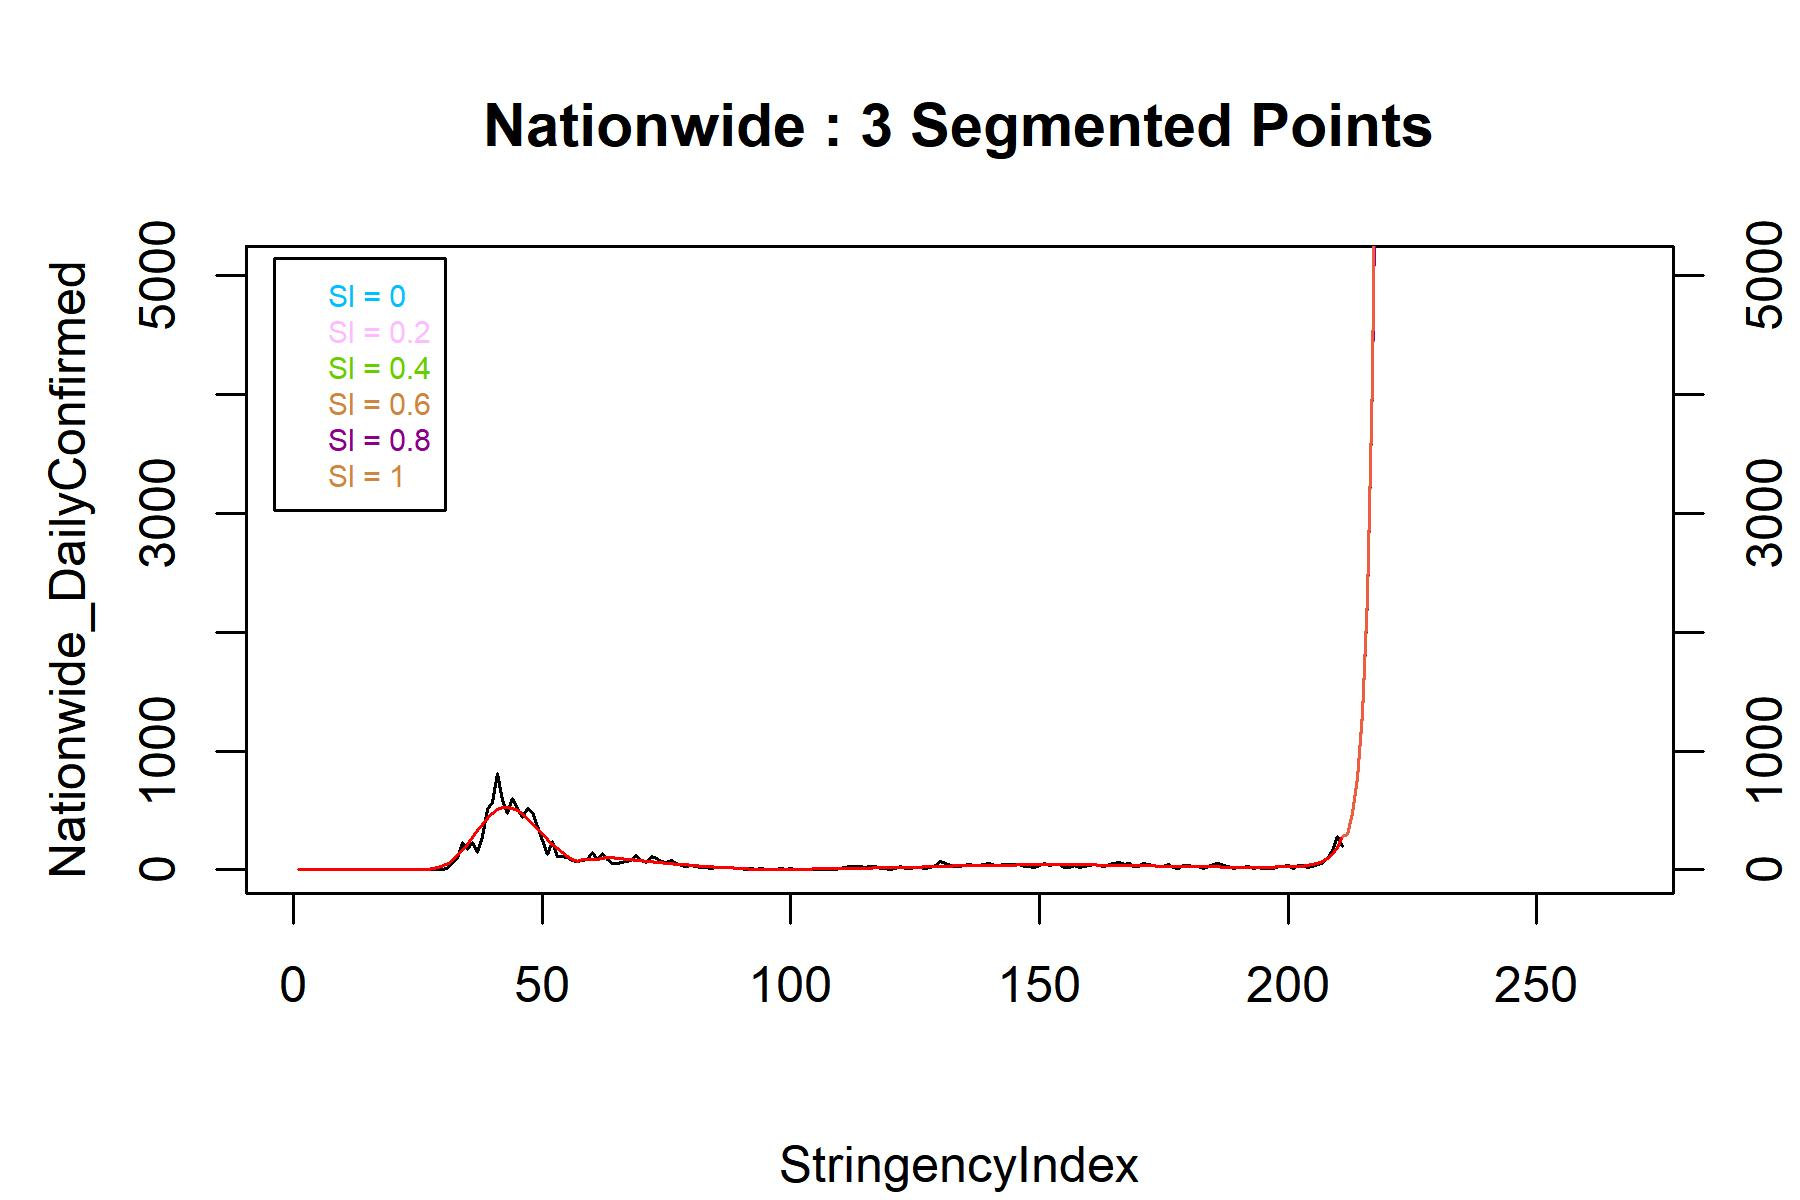 Nationwide : 3 Segmented Points
Nationwide_DailyConfirmed
5000
3000
1000
0
SI = 0
SI = 0.2
SI = 0.4
SI = 0.6
SI = 0.8
SI = 1
5000
3000
1000
0
0 50 100 150 200 250
StringencyIndex